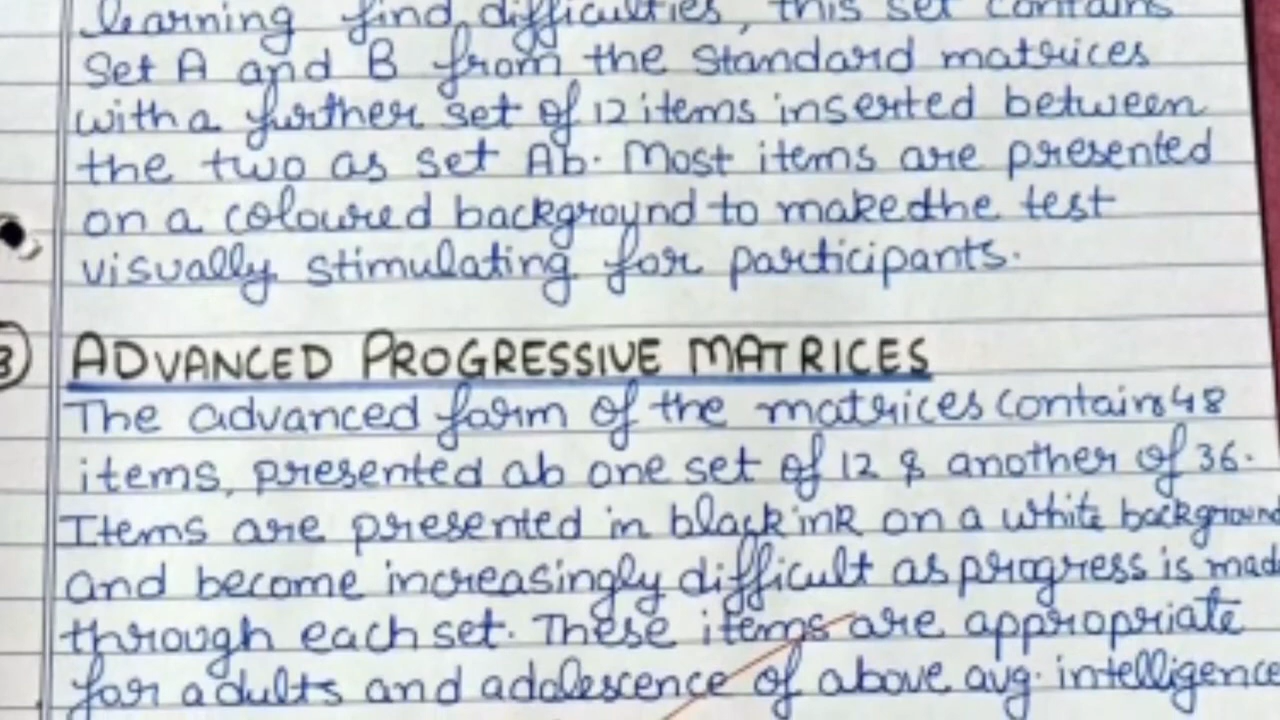 learning find difficulties, this set contains
Set A and B from the standard matrices
with a further set of 12 items inserted between
the two as set Ab. Most items are presented
on a coloured background to make the test
visually stimulating for participants.
3 ADVANCED PROGRESSIVE MATRICES
The advanced form of the matrices contains 48
items, presented ab one set of 12 & another of 36.
Items are presented in black ink on a white background
and become increasingly difficult as progress is mad
through each set. These items are appropriate
for adults and adolescence of above avg. intelligence